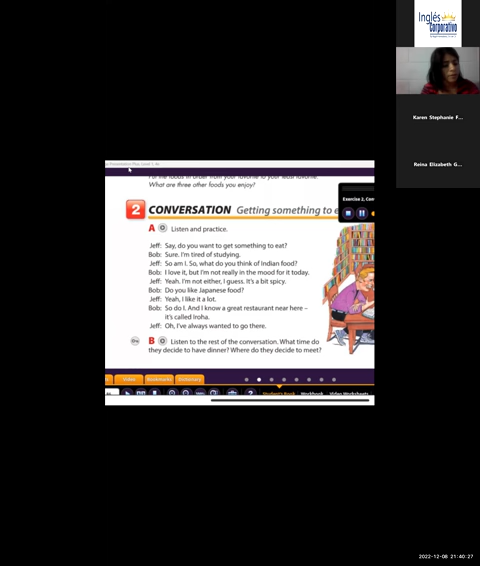 Inglés
Corporativo
Karen Stephanie F...
Reina Elizabeth G...
What are three other foods you enjoy?
Exercise 2, Con
2 CONVERSATION Getting something to e
A Listen and practice.
Jeff: Say, do you want to get something to eat?
Bob: Sure. I'm tired of studying.
Jeff: So am I. So, what do you think of Indian food?
Bob: I love it, but I'm not really in the mood for it today.
Jeff: Yeah. I'm not either, I guess. It's a bit spicy.
Bob: Do you like Japanese food?
Jeff: Yeah, I like it a lot.
Bob: So do I. And I know a great restaurant near here –
it's called Iroha.
Jeff: Oh, I've always wanted to go there.
B Listen to the rest of the conversation. What time do
they decide to have dinner? Where do they decide to meet?
Video Bookmarks Dictionary
Student's Book Workbook Video Worksheets
2022-12-08 21:40:27